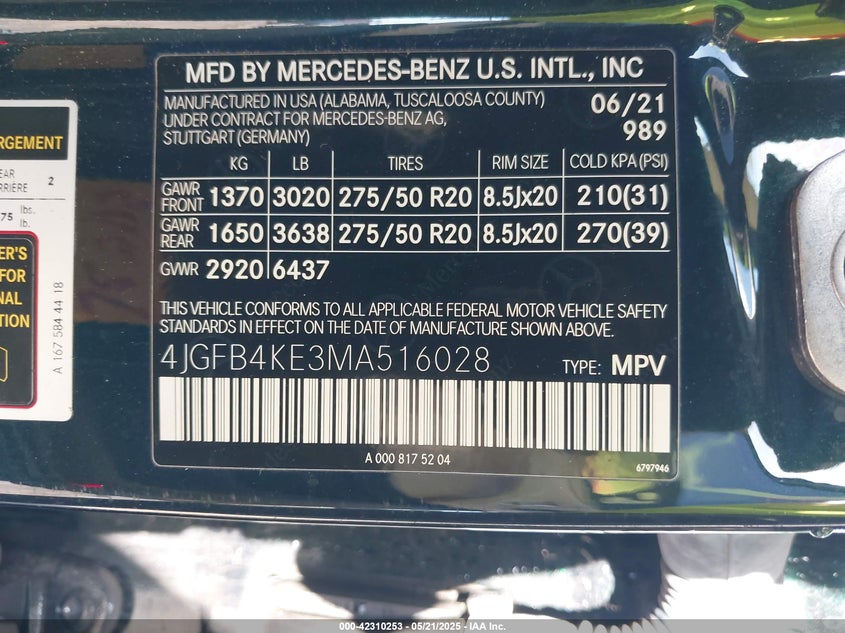 MFD BY MERCEDES-BENZ U.S. INTL., INC
MANUFACTURED IN USA (ALABAMA, TUSCALOOSA COUNTY) 06/21
UNDER CONTRACT FOR MERCEDES-BENZ AG, 989
STUTTGART (GERMANY)
KG LB TIRES RIM SIZE COLD KPA (PSI)
GAWR FRONT 1370 3020 275/50 R20 8.5Jx20 210(31)
GAWR REAR 1650 3638 275/50 R20 8.5Jx20 270(39)
GVWR 2920 6437
THIS VEHICLE CONFORMS TO ALL APPLICABLE FEDERAL MOTOR VEHICLE SAFETY
STANDARDS IN EFFECT ON THE DATE OF MANUFACTURE SHOWN ABOVE.
4JGFB4KE3MA516028 TYPE: MPV
A 000 817 52 04
6797946
2
75 lbs.
lb.
FOR
A 167 584 44 18
000-42310253 - 05/21/2025 - IAA Inc.